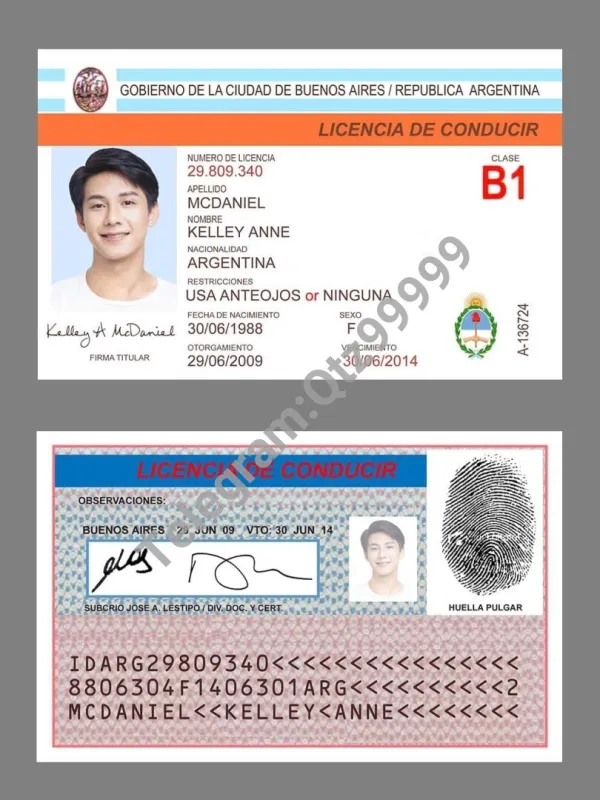 GOBIERNO DE LA CIUDAD DE BUENOS AIRES / REPUBLICA ARGENTINA
LICENCIA DE CONDUCIR
NUMERO DE LICENCIA
29.809.340
CLASE
B1
APELLIDO
MCDANIEL
NOMBRE
KELLEY ANNE
NACIONALIDAD
ARGENTINA
RESTRICCIONES
USA ANTEOJOS or NINGUNA
FECHA DE NACIMIENTO
SEXO
30/06/1988
F
Kelley A McDaniel
FIRMA TITULAR
OTORGAMIENTO
VENCIMIENTO
29/06/2009
30/06/2014
A-136724
Telegram:Qtz99999
LICENCIA DE CONDUCIR
OBSERVACIONES:
BUENOS AIRES 29 JUN 09 VTO: 30 JUN 14
SUBCRIO JOSE A. LESTIPO / DIV. DOC. Y CERT.
HUELLA PULGAR
IDARG29809340<<<<<<<<<<<<<<<<<
8806304F1406301ARG<<<<<<<<<<<2
MCDANIEL<<KELLEY<ANNE<<<<<<<<<